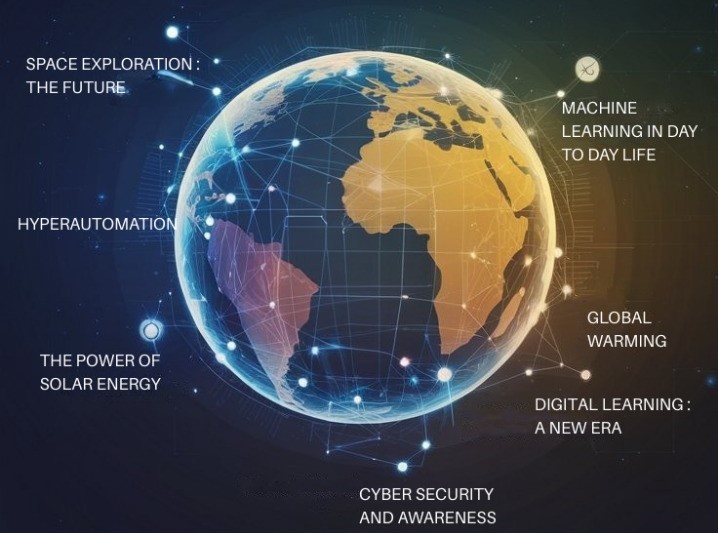 SPACE EXPLORATION :
THE FUTURE
MACHINE
LEARNING IN DAY
TO DAY LIFE
HYPERAUTOMATION
GLOBAL
WARMING
THE POWER OF
SOLAR ENERGY
DIGITAL LEARNING :
A NEW ERA
CYBER SECURITY
AND AWARENESS